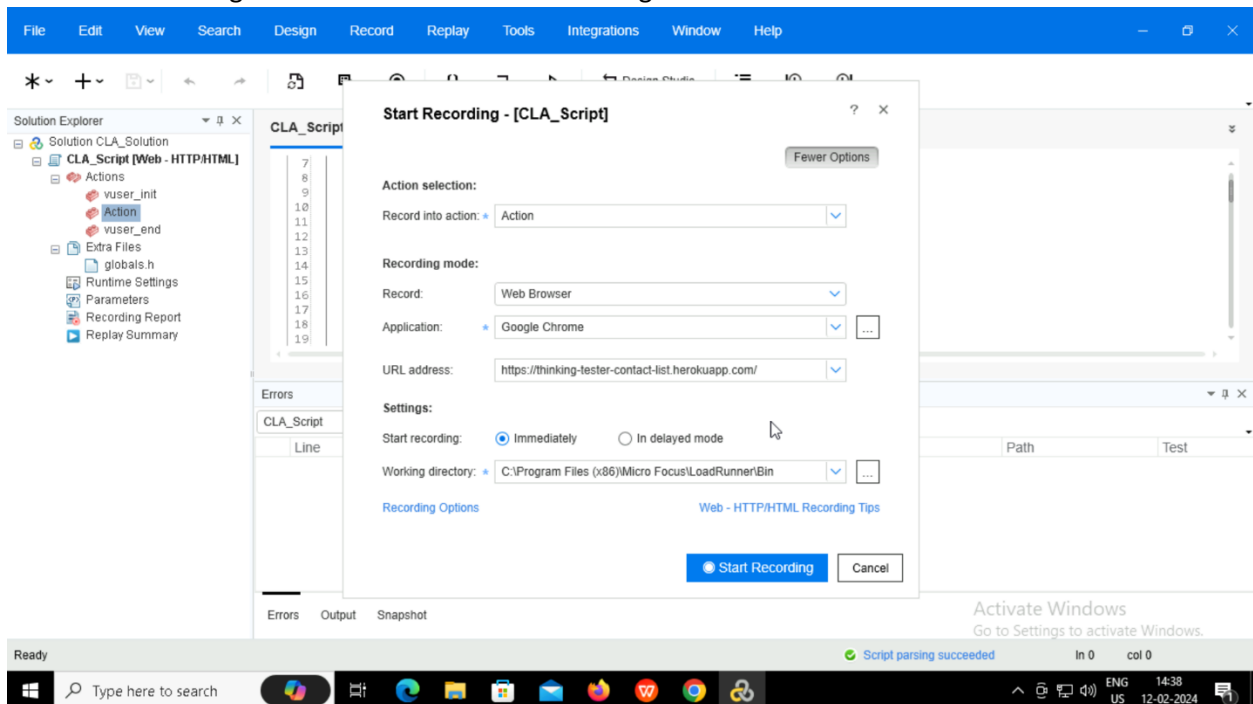 File Edit View Search Design Record Replay Tools Integrations Window Help
Solution Explorer
Solution CLA_Solution
CLA_Script [Web - HTTP/HTML]
Actions
vuser_init
Action
vuser_end
Extra Files
globals.h
Runtime Settings
Parameters
Recording Report
Replay Summary
CLA_Script
7
8
9
10
11
12
13
14
15
16
17
18
19
Start Recording - [CLA_Script]
Fewer Options
Action selection:
Record into action: * Action
Recording mode:
Record: Web Browser
Application: * Google Chrome ...
URL address: https://thinking-tester-contact-list.herokuapp.com/
Settings:
Start recording: Immediately In delayed mode
Working directory: * C:\Program Files (x86)\Micro Focus\LoadRunner\Bin ...
Recording Options Web - HTTP/HTML Recording Tips
Start Recording Cancel
Errors
CLA_Script
Line Path Test
Errors Output Snapshot
Activate Windows
Go to Settings to activate Windows.
Ready Script parsing succeeded ln 0 col 0
Type here to search ENG 14:38
US 12-02-2024